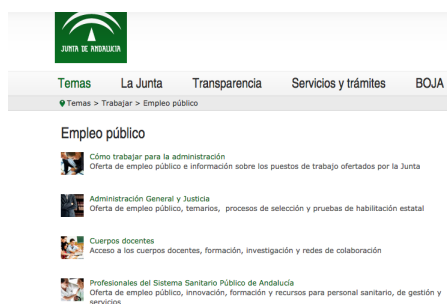 JUNTA DE ANDALUCIA
Temas La Junta Transparencia Servicios y trámites BOJA
Temas > Trabajar > Empleo público
Empleo público
Cómo trabajar para la administración
Oferta de empleo público e información sobre los puestos de trabajo ofertados por la Junta
Administración General y Justicia
Oferta de empleo público, temarios, procesos de selección y pruebas de habilitación estatal
Cuerpos docentes
Acceso a los cuerpos docentes, formación, investigación y redes de colaboración
Profesionales del Sistema Sanitario Público de Andalucía
Oferta de empleo público, innovación, formación y recursos para personal sanitario, de gestión y
servicios